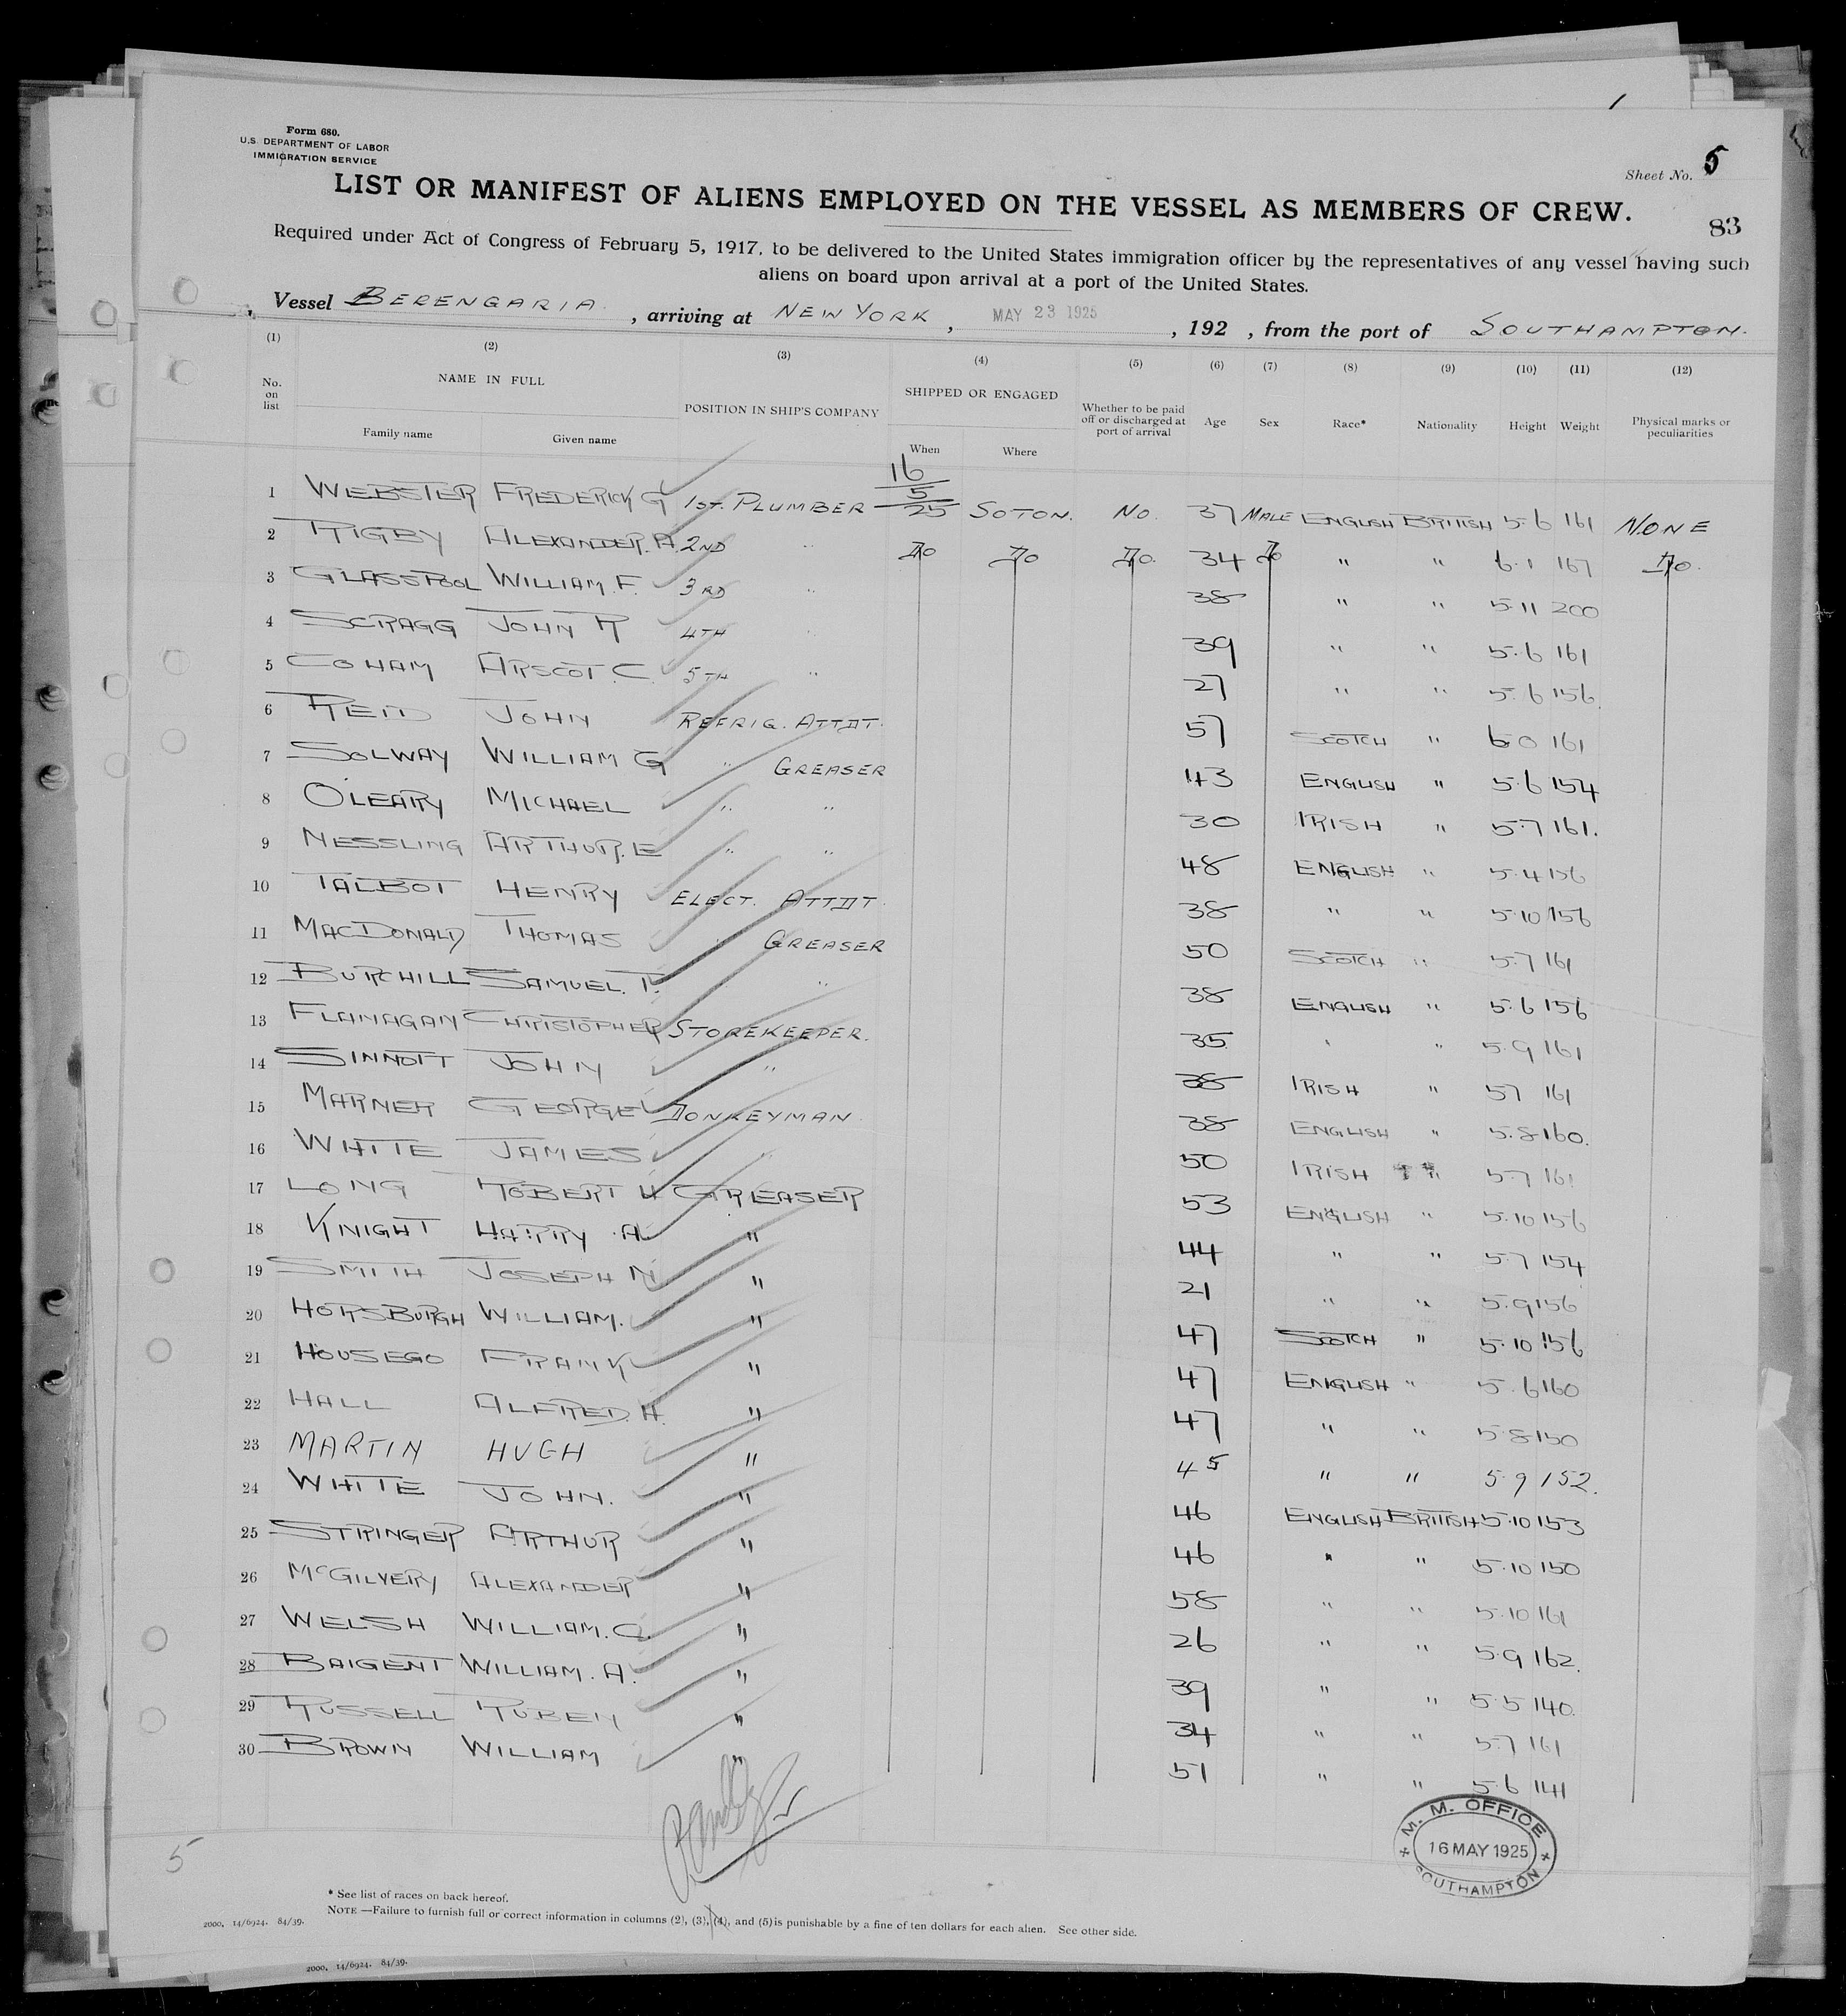 Form 680.
U.S. DEPARTMENT OF LABOR
IMMIGRATION SERVICE
Sheet No. 5
LIST OR MANIFEST OF ALIENS EMPLOYED ON THE VESSEL AS MEMBERS OF CREW.
83
Required under Act of Congress of February 5, 1917, to be delivered to the United States immigration officer by the representatives of any vessel having such
aliens on board upon arrival at a port of the United States.
Vessel BERENGARIA, arriving at NEW YORK, MAY 23 1925, 192 , from the port of SOUTHAMPTON.
(1) (2) (3) (4) (5) (6) (7) (8) (9) (10) (11) (12)
No. on list NAME IN FULL Family name Given name POSITION IN SHIP'S COMPANY SHIPPED OR ENGAGED When Where Whether to be paid off or discharged at port of arrival Age Sex Race* Nationality Height Weight Physical marks or peculiarities
1 WEBSTER FREDERICK G 1ST. PLUMBER 16/5/25 SOTON. NO. 37 MALE ENGLISH BRITISH 5.6 161 NONE
2 RIGBY ALEXANDER.A. 2ND " DO DO DO. 34 DO " " 6.1 167 DO.
3 GLASSPOOL WILLIAM.F. 3RD " 38 " " 5.11 200
4 SCRAGG JOHN R 4TH " 39 " " 5.6 161
5 COHAM ARSCOT.C. 5TH " 27 " " 5.6 156
6 REID JOHN REFRIG. ATTDT. 57 SCOTCH " 6.0 161
7 SOLWAY WILLIAM G " GREASER 43 ENGLISH " 5.6 154
8 O'LEARY MICHAEL " " 30 IRISH " 5.7 161.
9 NESSLING ARTHUR.E " " 48 ENGLISH " 5.4 156
10 TALBOT HENRY ELECT. ATTDT. 38 " " 5.10 156
11 MACDONALD THOMAS " GREASER 50 SCOTCH " 5.7 161
12 BURCHILL SAMUEL.T. " 38 ENGLISH " 5.6 156
13 FLANAGAN CHRISTOPHER STOREKEEPER. 35 " " 5.9 161
14 SINNOTT JOHN " 38 IRISH " 5 7 161
15 MARNER GEORGE DONKEYMAN 38 ENGLISH " 5.8 160.
16 WHITE JAMES " 50 IRISH " 5.7 161
17 LONG ROBERT H GREASER 53 ENGLISH " 5.10 156
18 KNIGHT HARRY .A " 44 " " 5.7 154
19 SMITH JOSEPH N " 21 " " 5.9 156
20 HORSBURGH WILLIAM. " 47 SCOTCH " 5.10 156
21 HOUSEGO FRANK " 47 ENGLISH " 5.6 160
22 HALL ALFRED.H. " 47 " " 5.8 150
23 MARTIN HUGH " 45 " " 5.9 152.
24 WHITE JOHN. " 46 ENGLISH BRITISH 5.10 153
25 STRINGER ARTHUR " 46 " " 5.10 150
26 MCGILVERY ALEXANDER " 58 " " 5.10 161
27 WELSH WILLIAM.C. " 26 " " 5.9 162.
28 BAIGENT WILLIAM.A. " 39 " " 5.5 140.
29 RUSSELL RUBEN " 34 " " 5.7 161
30 BROWN WILLIAM " 51 " " 5.6 141
M. M. OFFICE
16 MAY 1925
SOUTHAMPTON
5
* See list of races on back hereof.
NOTE —Failure to furnish full or correct information in columns (2), (3), (4), and (5) is punishable by a fine of ten dollars for each alien. See other side.
2000, 14/6924. 84/39.
2000, 14/6924. 84/39.